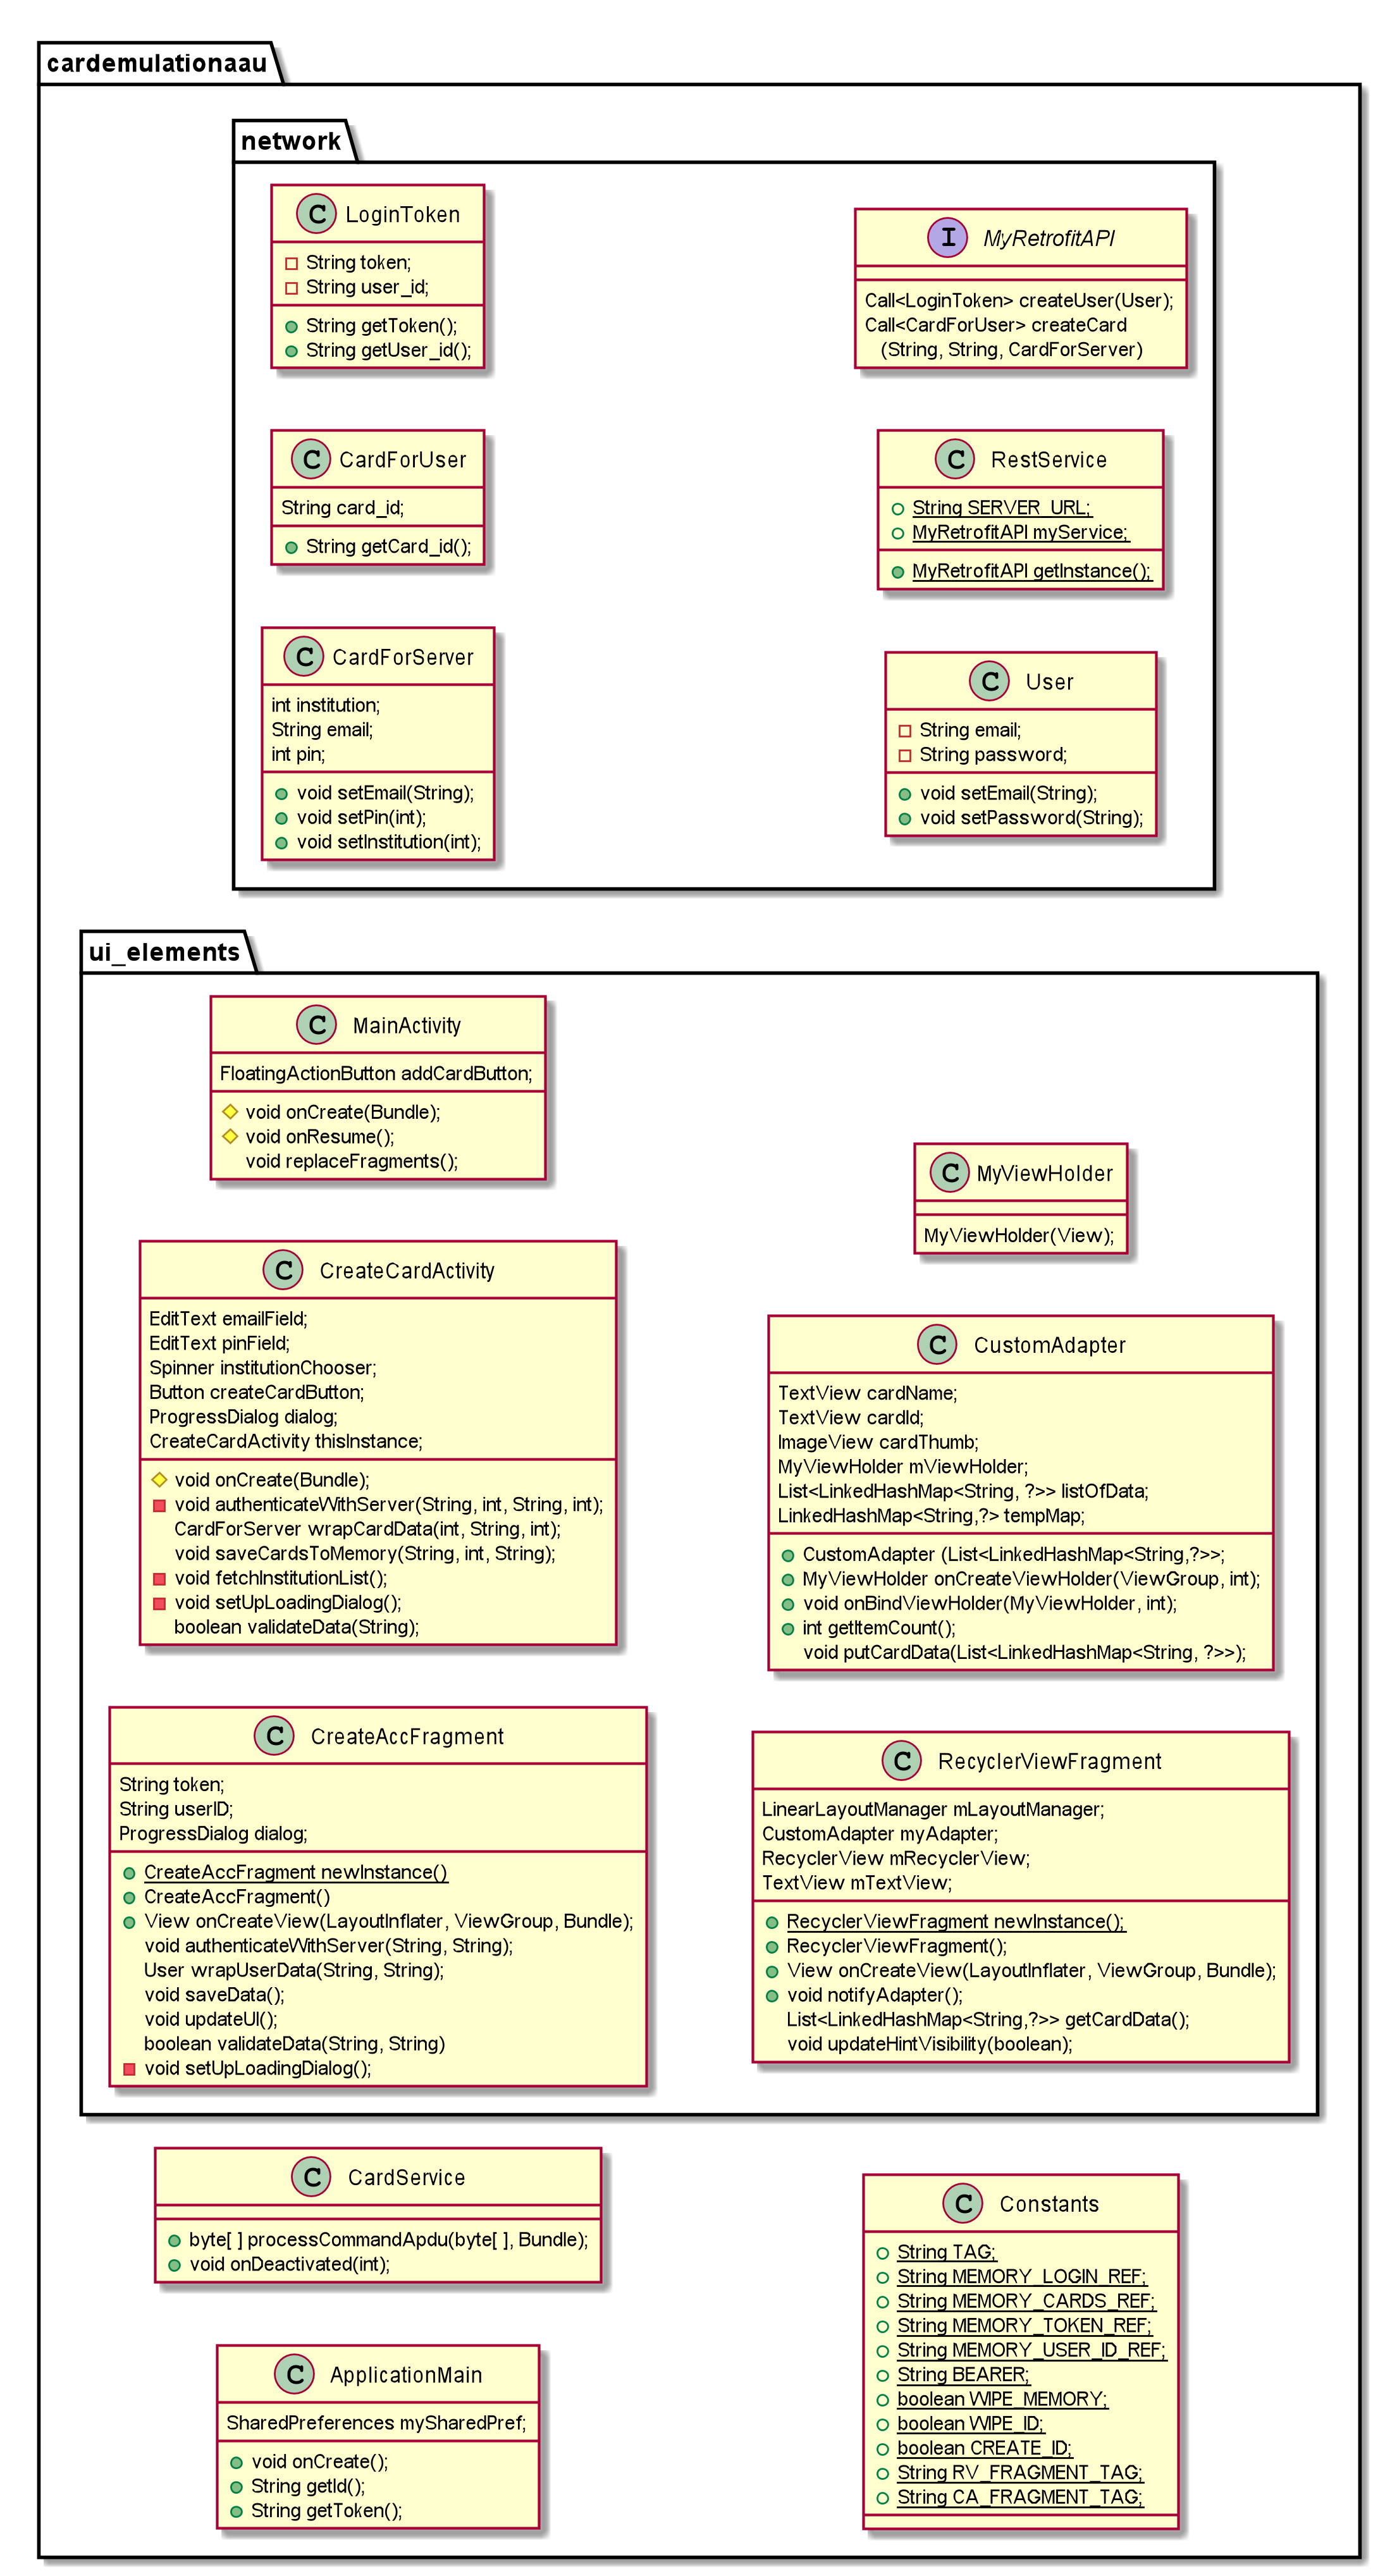 cardemulationaau
network
C LoginToken
String token;
String user_id;
String getToken();
String getUser_id();
I MyRetrofitAPI
Call<LoginToken> createUser(User);
Call<CardForUser> createCard
(String, String, CardForServer)
C CardForUser
String card_id;
String getCard_id();
C RestService
String SERVER_URL;
MyRetrofitAPI myService;
MyRetrofitAPI getInstance();
C CardForServer
int institution;
String email;
int pin;
void setEmail(String);
void setPin(int);
void setInstitution(int);
C User
String email;
String password;
void setEmail(String);
void setPassword(String);
ui_elements
C MainActivity
FloatingActionButton addCardButton;
void onCreate(Bundle);
void onResume();
void replaceFragments();
C MyViewHolder
MyViewHolder(View);
C CreateCardActivity
EditText emailField;
EditText pinField;
Spinner institutionChooser;
Button createCardButton;
ProgressDialog dialog;
CreateCardActivity thisInstance;
void onCreate(Bundle);
void authenticateWithServer(String, int, String, int);
CardForServer wrapCardData(int, String, int);
void saveCardsToMemory(String, int, String);
void fetchInstitutionList();
void setUpLoadingDialog();
boolean validateData(String);
C CustomAdapter
TextView cardName;
TextView cardId;
ImageView cardThumb;
MyViewHolder mViewHolder;
List<LinkedHashMap<String, ?>> listOfData;
LinkedHashMap<String,?> tempMap;
CustomAdapter (List<LinkedHashMap<String,?>>;
MyViewHolder onCreateViewHolder(ViewGroup, int);
void onBindViewHolder(MyViewHolder, int);
int getItemCount();
void putCardData(List<LinkedHashMap<String, ?>>);
C CreateAccFragment
String token;
String userID;
ProgressDialog dialog;
CreateAccFragment newInstance()
CreateAccFragment()
View onCreateView(LayoutInflater, ViewGroup, Bundle);
void authenticateWithServer(String, String);
User wrapUserData(String, String);
void saveData();
void updateUI();
boolean validateData(String, String)
void setUpLoadingDialog();
C RecyclerViewFragment
LinearLayoutManager mLayoutManager;
CustomAdapter myAdapter;
RecyclerView mRecyclerView;
TextView mTextView;
RecyclerViewFragment newInstance();
RecyclerViewFragment();
View onCreateView(LayoutInflater, ViewGroup, Bundle);
void notifyAdapter();
List<LinkedHashMap<String,?>> getCardData();
void updateHintVisibility(boolean);
C CardService
byte[ ] processCommandApdu(byte[ ], Bundle);
void onDeactivated(int);
C Constants
String TAG;
String MEMORY_LOGIN_REF;
String MEMORY_CARDS_REF;
String MEMORY_TOKEN_REF;
String MEMORY_USER_ID_REF;
String BEARER;
boolean WIPE_MEMORY;
boolean WIPE_ID;
boolean CREATE_ID;
String RV_FRAGMENT_TAG;
String CA_FRAGMENT_TAG;
C ApplicationMain
SharedPreferences mySharedPref;
void onCreate();
String getId();
String getToken();